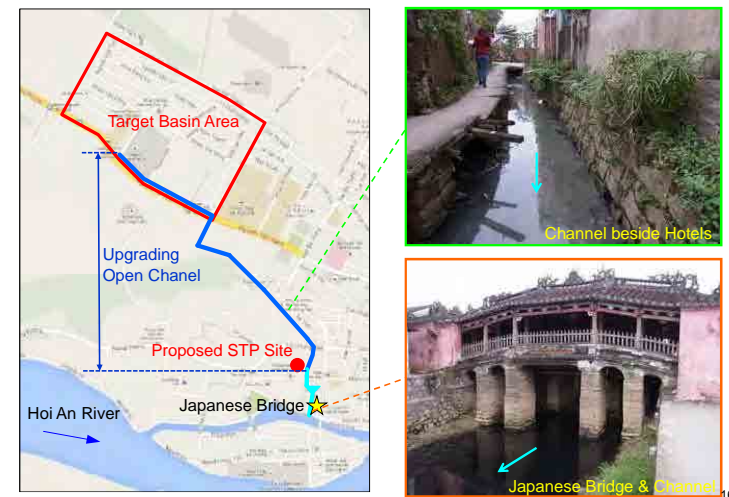 Target Basin Area
Upgrading
Open Chanel
Proposed STP Site
Japanese Bridge
Hoi An River
Channel beside Hotels
Japanese Bridge & Channel